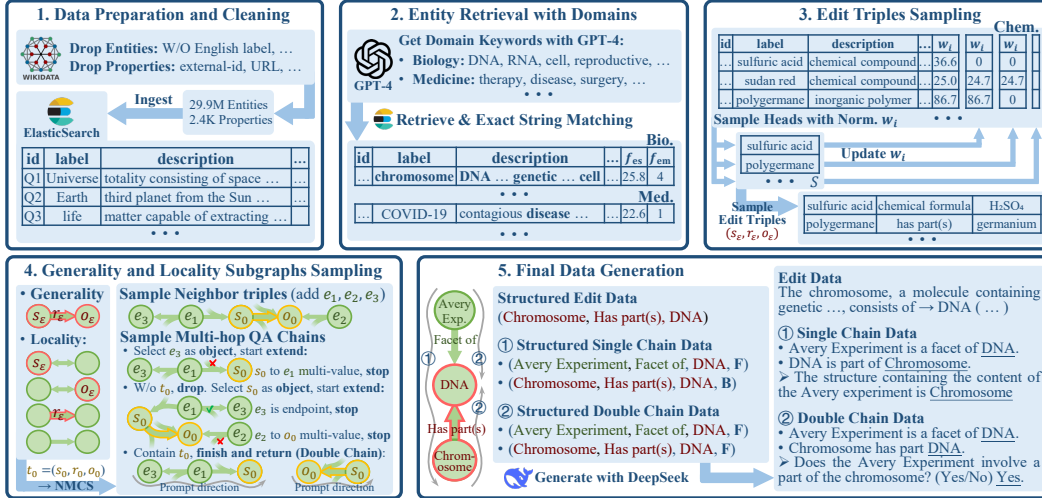 1. Data Preparation and Cleaning
WIKIDATA
Drop Entities: W/O English label, …
Drop Properties: external-id, URL, …
Ingest
29.9M Entities
2.4K Properties
ElasticSearch
id label description …
Q1 Universe totality consisting of space … …
Q2 Earth third planet from the Sun … …
Q3 life matter capable of extracting … …
• • •
2. Entity Retrieval with Domains
GPT-4
Get Domain Keywords with GPT-4:
• Biology: DNA, RNA, cell, reproductive, …
• Medicine: therapy, disease, surgery, …
• • •
Retrieve & Exact String Matching
Bio.
id label description … f_es f_em
… chromosome DNA … genetic … cell … 25.8 4
• • •
Med.
… COVID-19 contagious disease … … 22.6 1
• • •
3. Edit Triples Sampling
Chem.
id label description … w_i w_i w_i
… sulfuric acid chemical compound … 36.6 0 0
… sudan red chemical compound … 25.0 24.7 24.7
… polygermane inorganic polymer … 86.7 86.7 0
Sample Heads with Norm. w_i • • •
sulfuric acid
polygermane
• • • S
Update w_i
Sample
Edit Triples
(s_ε, r_ε, o_ε)
sulfuric acid chemical formula H₂SO₄
polygermane has part(s) germanium
• • •
4. Generality and Locality Subgraphs Sampling
• Generality
s_ε r_ε o_ε
• Locality:
s_ε
o_ε
r_ε
t_0 =(s_0, r_0, o_0)
→ NMCS
Sample Neighbor triples (add e_1, e_2, e_3)
e_3 e_1 s_0 o_0 e_2
Sample Multi-hop QA Chains
• Select e_3 as object, start extend:
e_3 e_1 s_0 s_0 to e_1 multi-value, stop
• W/o t_0, drop. Select s_0 as object, start extend:
e_1 e_3 e_3 is endpoint, stop
s_0
o_0 e_2 e_2 to o_0 multi-value, stop
• Contain t_0, finish and return (Double Chain):
e_3 e_1 s_0 o_0 s_0
Prompt direction Prompt direction
5. Final Data Generation
Avery
Exp.
Facet of
① ②
DNA
②
Has part(s)
Chrom-
osome
Structured Edit Data
(Chromosome, Has part(s), DNA)
① Structured Single Chain Data
• (Avery Experiment, Facet of, DNA, F)
• (Chromosome, Has part(s), DNA, B)
② Structured Double Chain Data
• (Avery Experiment, Facet of, DNA, F)
• (Chromosome, Has part(s), DNA, F)
Generate with DeepSeek
Edit Data
The chromosome, a molecule containing
genetic …, consists of → DNA ( … )
① Single Chain Data
• Avery Experiment is a facet of DNA.
• DNA is part of Chromosome.
➢ The structure containing the content of
the Avery experiment is Chromosome
② Double Chain Data
• Avery Experiment is a facet of DNA.
• Chromosome has part DNA.
➢ Does the Avery Experiment involve a
part of the chromosome? (Yes/No) Yes.